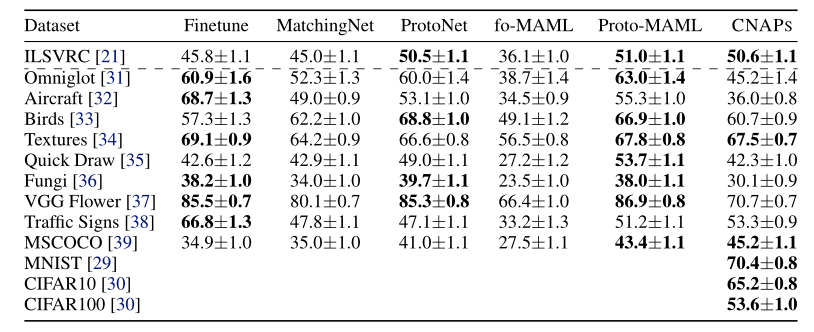 Dataset Finetune MatchingNet ProtoNet fo-MAML Proto-MAML CNAPS
ILSVRC [21] 45.8±1.1 45.0±1.1 50.5±1.1 36.1±1.0 51.0±1.1 50.6±1.1
Omniglot [31] 60.9±1.6 52.3±1.3 60.0±1.4 38.7±1.4 63.0±1.4 45.2±1.4
Aircraft [32] 68.7±1.3 49.0±0.9 53.1±1.0 34.5±0.9 55.3±1.0 36.0±0.8
Birds [33] 57.3±1.3 62.2±1.0 68.8±1.0 49.1±1.2 66.9±1.0 60.7±0.9
Textures [34] 69.1±0.9 64.2±0.9 66.6±0.8 56.5±0.8 67.8±0.8 67.5±0.7
Quick Draw [35] 42.6±1.2 42.9±1.1 49.0±1.1 27.2±1.2 53.7±1.1 42.3±1.0
Fungi [36] 38.2±1.0 34.0±1.0 39.7±1.1 23.5±1.0 38.0±1.1 30.1±0.9
VGG Flower [37] 85.5±0.7 80.1±0.7 85.3±0.8 66.4±1.0 86.9±0.8 70.7±0.7
Traffic Signs [38] 66.8±1.3 47.8±1.1 47.1±1.1 33.2±1.3 51.2±1.1 53.3±0.9
MSCOCO [39] 34.9±1.0 35.0±1.0 41.0±1.1 27.5±1.1 43.4±1.1 45.2±1.1
MNIST [29] 70.4±0.8
CIFAR10 [30] 65.2±0.8
CIFAR100 [30] 53.6±1.0